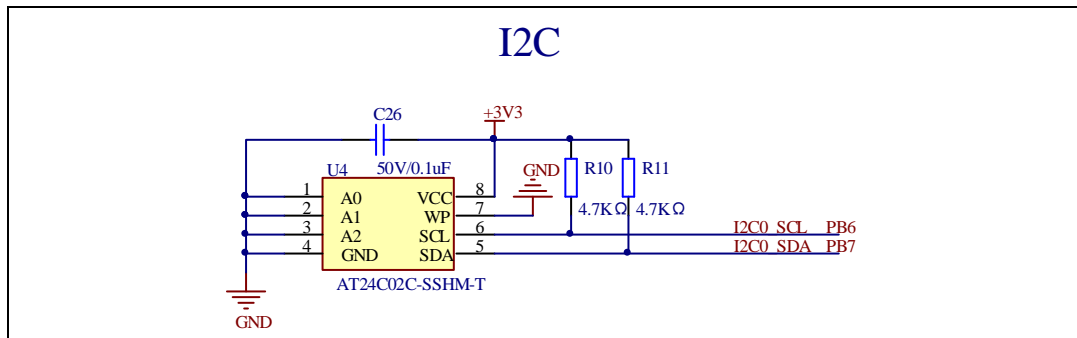 I2C
+3V3
C26
50V/0.1uF
U4
GND
R10
R11
1
A0
VCC
8
2
A1
WP
7
4.7KΩ
4.7KΩ
3
A2
SCL
6
I2C0_SCL
PB6
4
GND
SDA
5
I2C0_SDA
PB7
AT24C02C-SSHM-T
GND